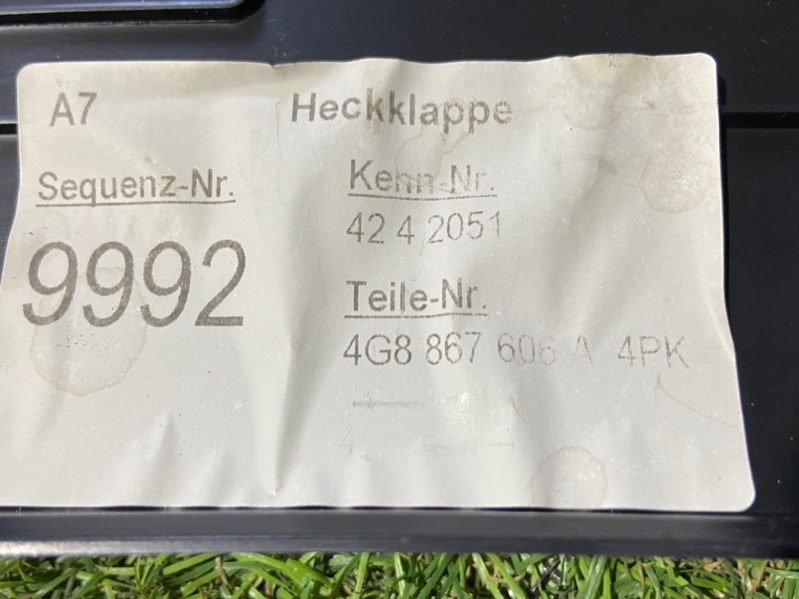 A7
Heckklappe
Sequenz-Nr.
9992
Kenn-Nr.
42 4 2051
Teile-Nr.
4G8 867 606 A 4PK